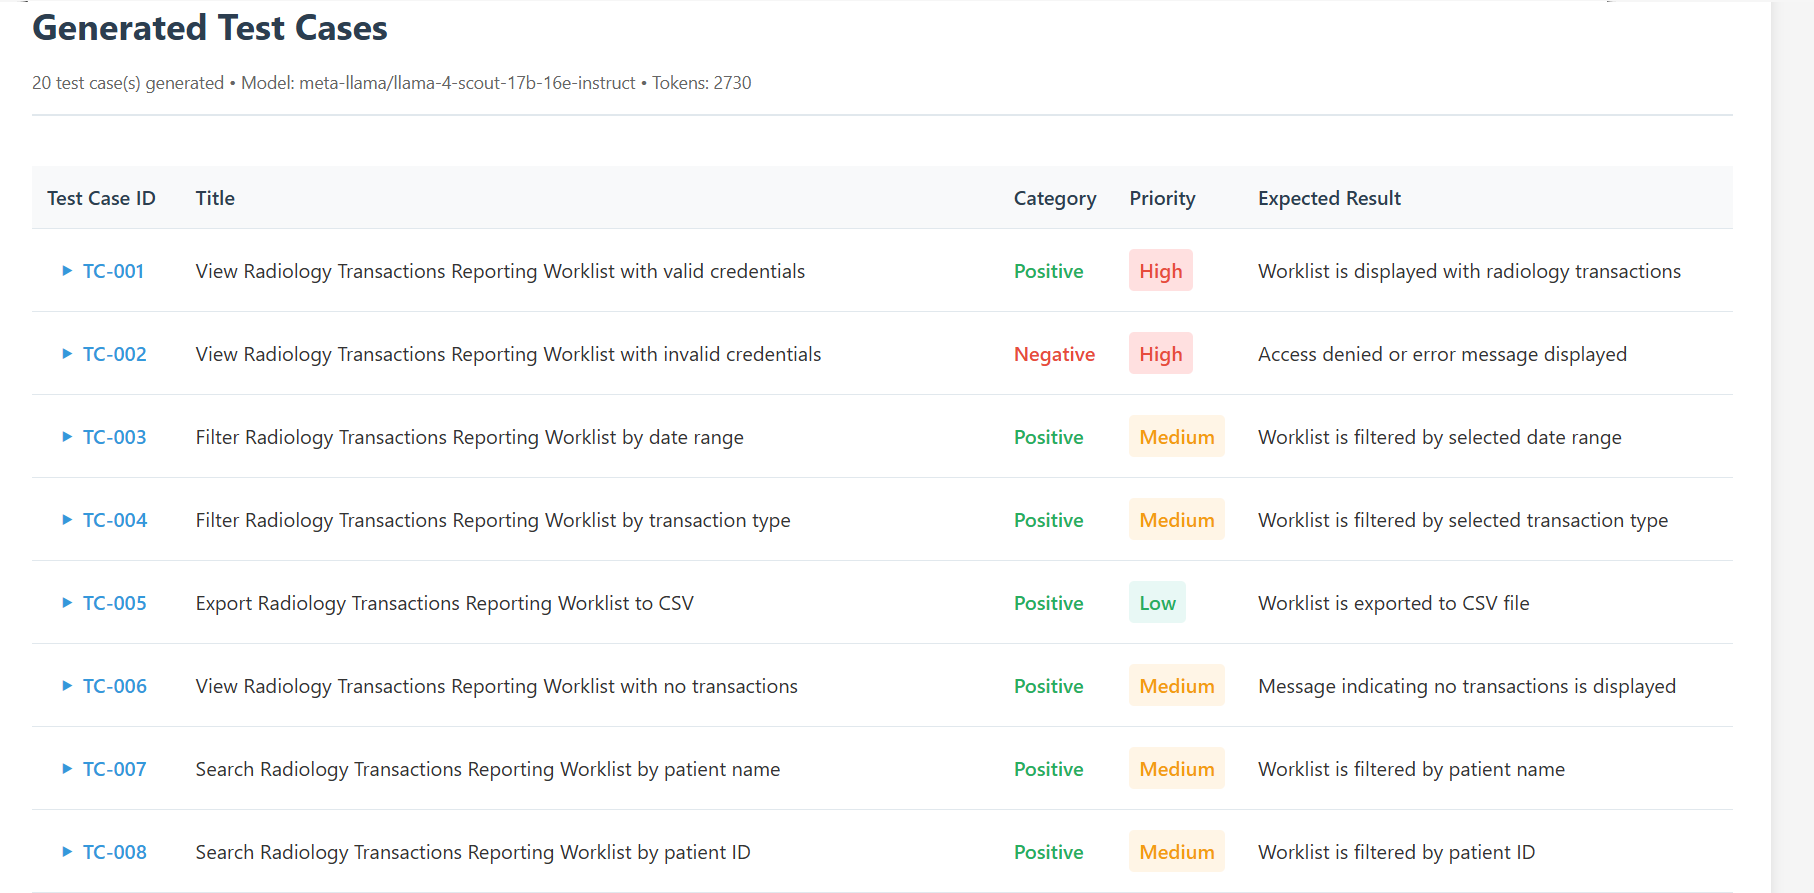 Generated Test Cases
20 test case(s) generated • Model: meta-llama/llama-4-scout-17b-16e-instruct • Tokens: 2730
Test Case ID Title Category Priority Expected Result
TC-001 View Radiology Transactions Reporting Worklist with valid credentials Positive High Worklist is displayed with radiology transactions
TC-002 View Radiology Transactions Reporting Worklist with invalid credentials Negative High Access denied or error message displayed
TC-003 Filter Radiology Transactions Reporting Worklist by date range Positive Medium Worklist is filtered by selected date range
TC-004 Filter Radiology Transactions Reporting Worklist by transaction type Positive Medium Worklist is filtered by selected transaction type
TC-005 Export Radiology Transactions Reporting Worklist to CSV Positive Low Worklist is exported to CSV file
TC-006 View Radiology Transactions Reporting Worklist with no transactions Positive Medium Message indicating no transactions is displayed
TC-007 Search Radiology Transactions Reporting Worklist by patient name Positive Medium Worklist is filtered by patient name
TC-008 Search Radiology Transactions Reporting Worklist by patient ID Positive Medium Worklist is filtered by patient ID